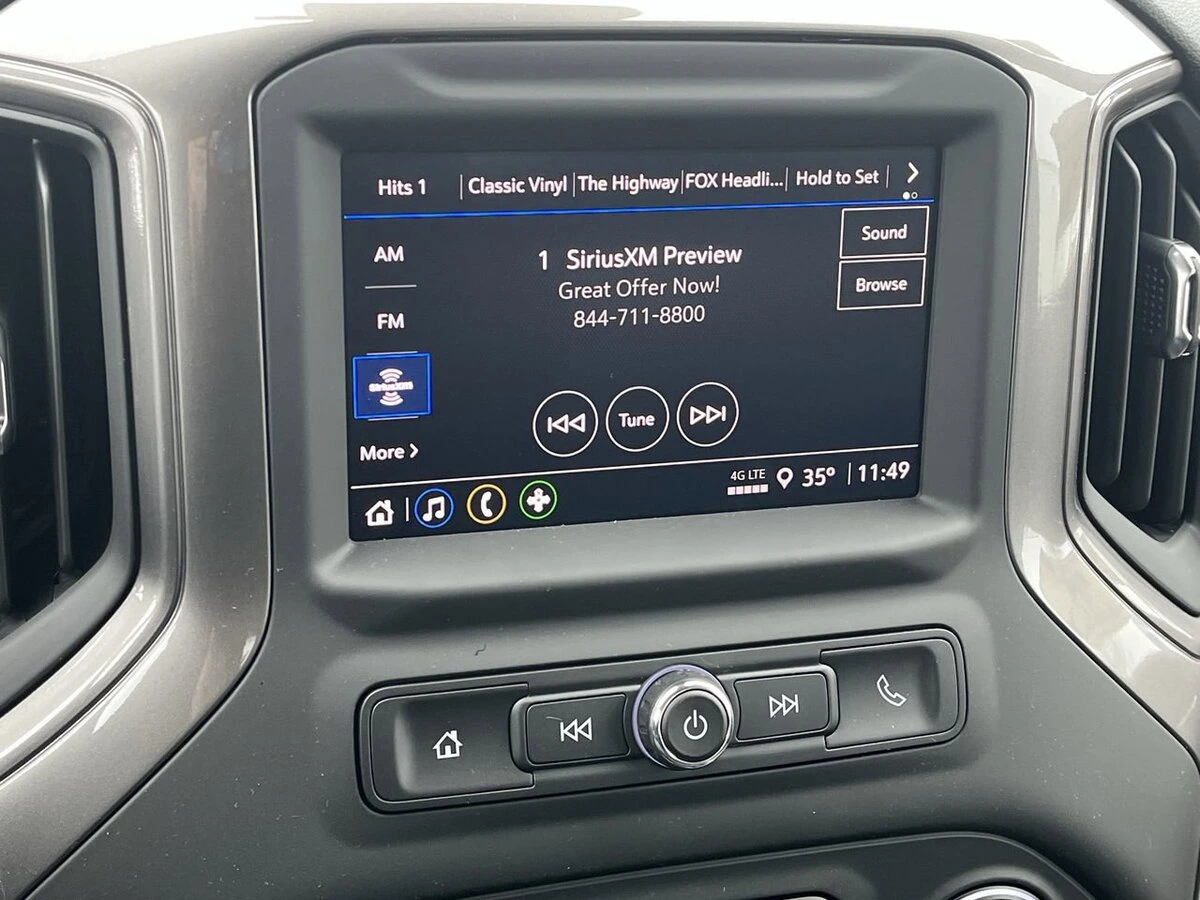 Hits 1 Classic Vinyl The Highway FOX Headli... Hold to Set
Sound
Browse
AM
FM
SiriusXM
More
1 SiriusXM Preview
Great Offer Now!
844-711-8800
Tune
4G LTE 35° 11:49